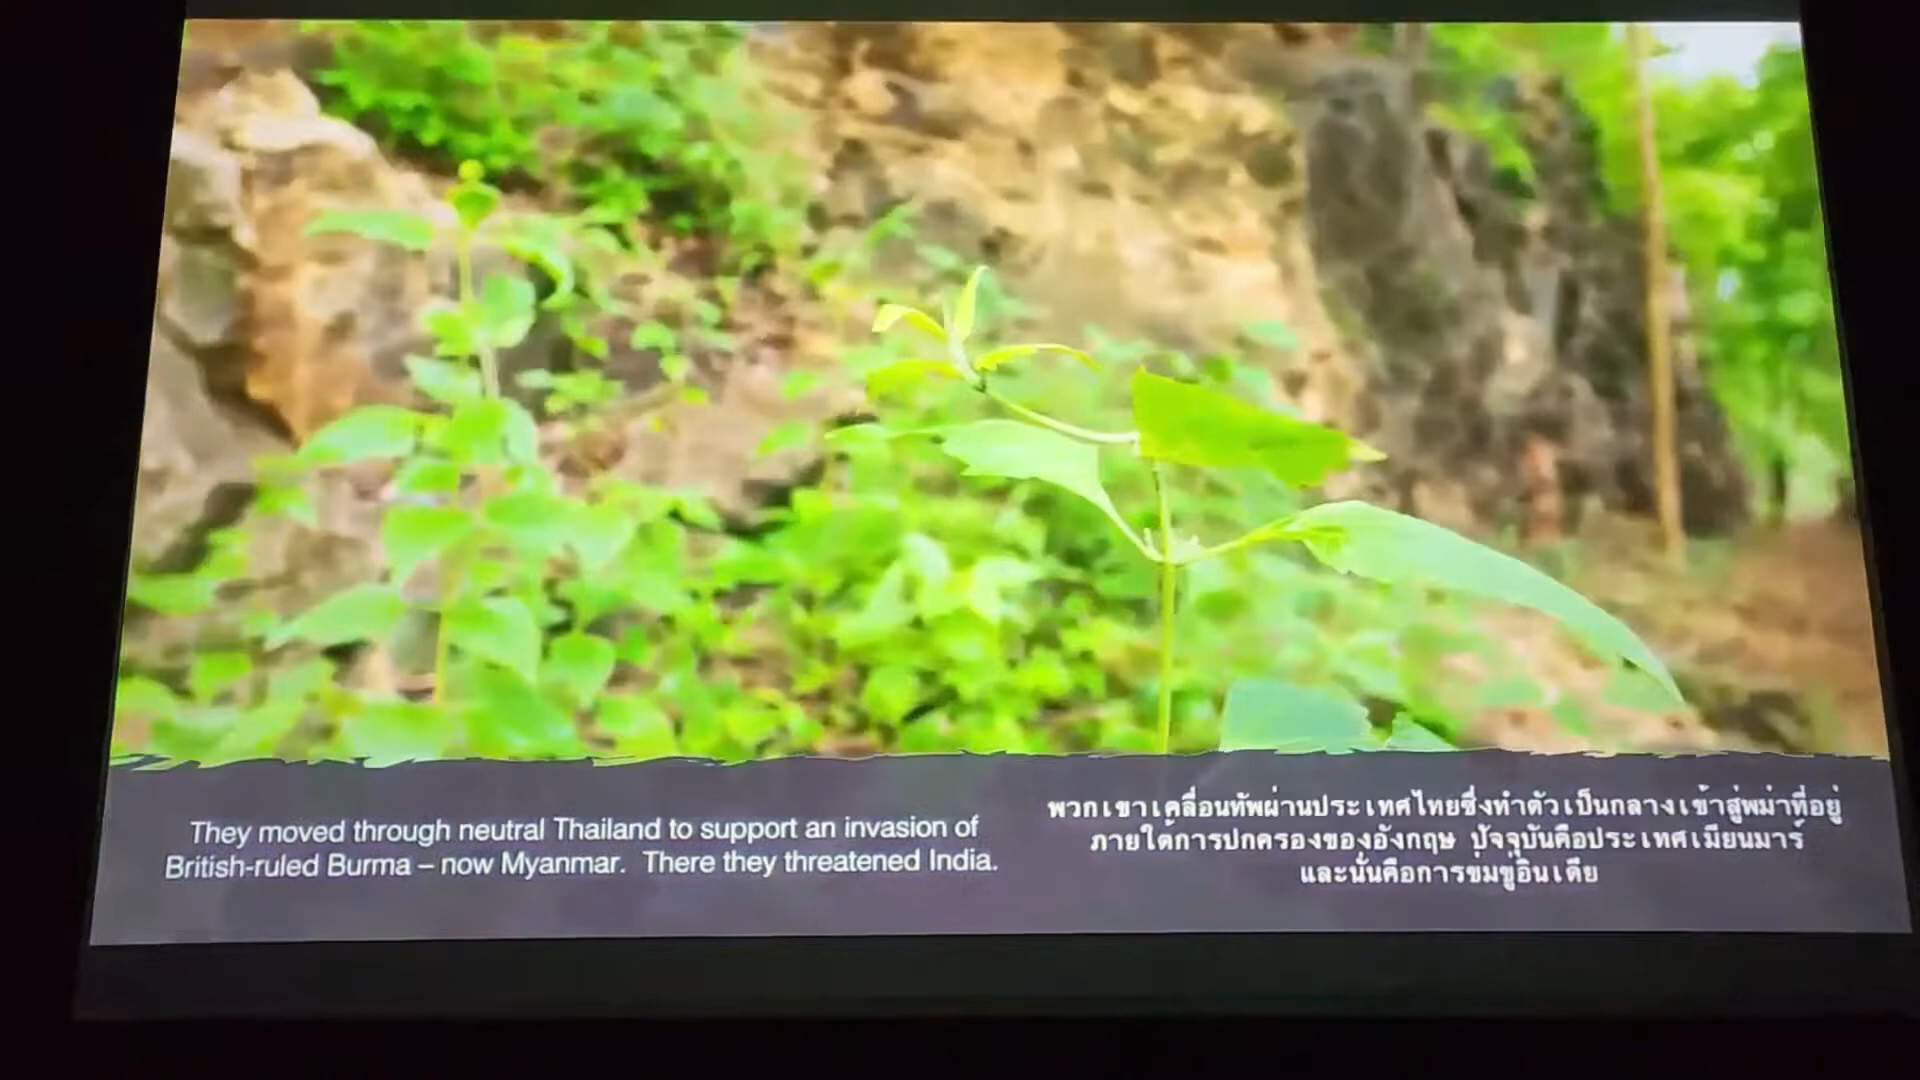 They moved through neutral Thailand to support an invasion of
British-ruled Burma – now Myanmar.  There they threatened India.
พวกเขาเคลื่อนทัพผ่านประเทศไทยซึ่งทำตัวเป็นกลางเข้าสู่พม่าที่อยู่
ภายใต้การปกครองของอังกฤษ ปัจจุบันคือประเทศเมียนมาร์
และนั่นคือการข่มขู่อินเดีย